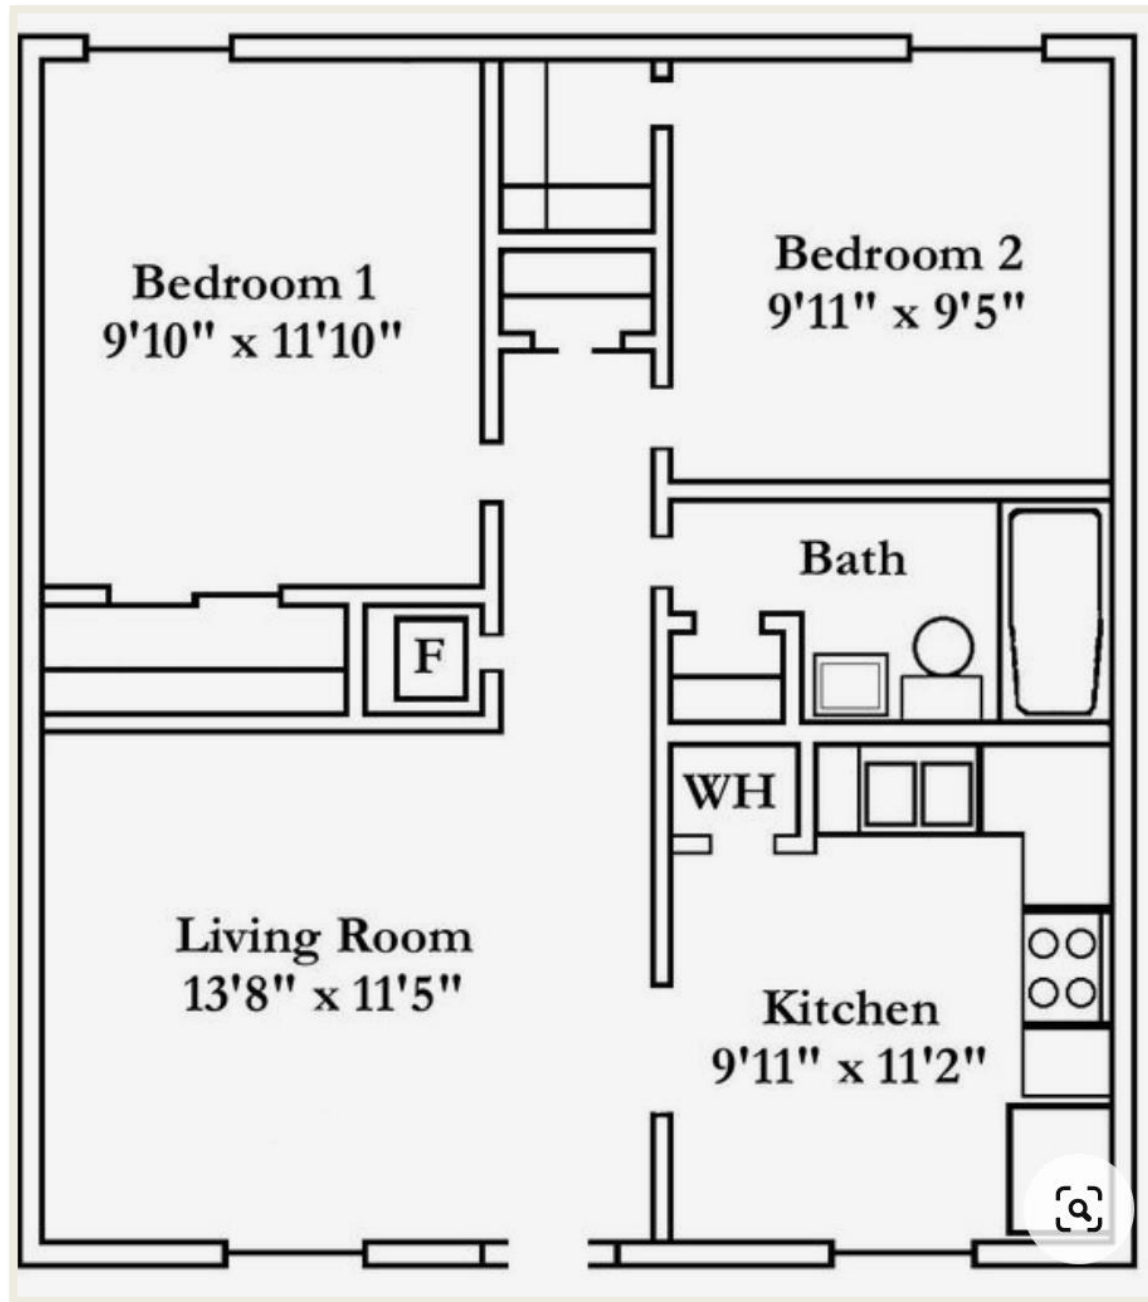 Bedroom 1
9'10" x 11'10"
Bedroom 2
9'11" x 9'5"
Bath
F
WH
Living Room
13'8" x 11'5"
Kitchen
9'11" x 11'2"